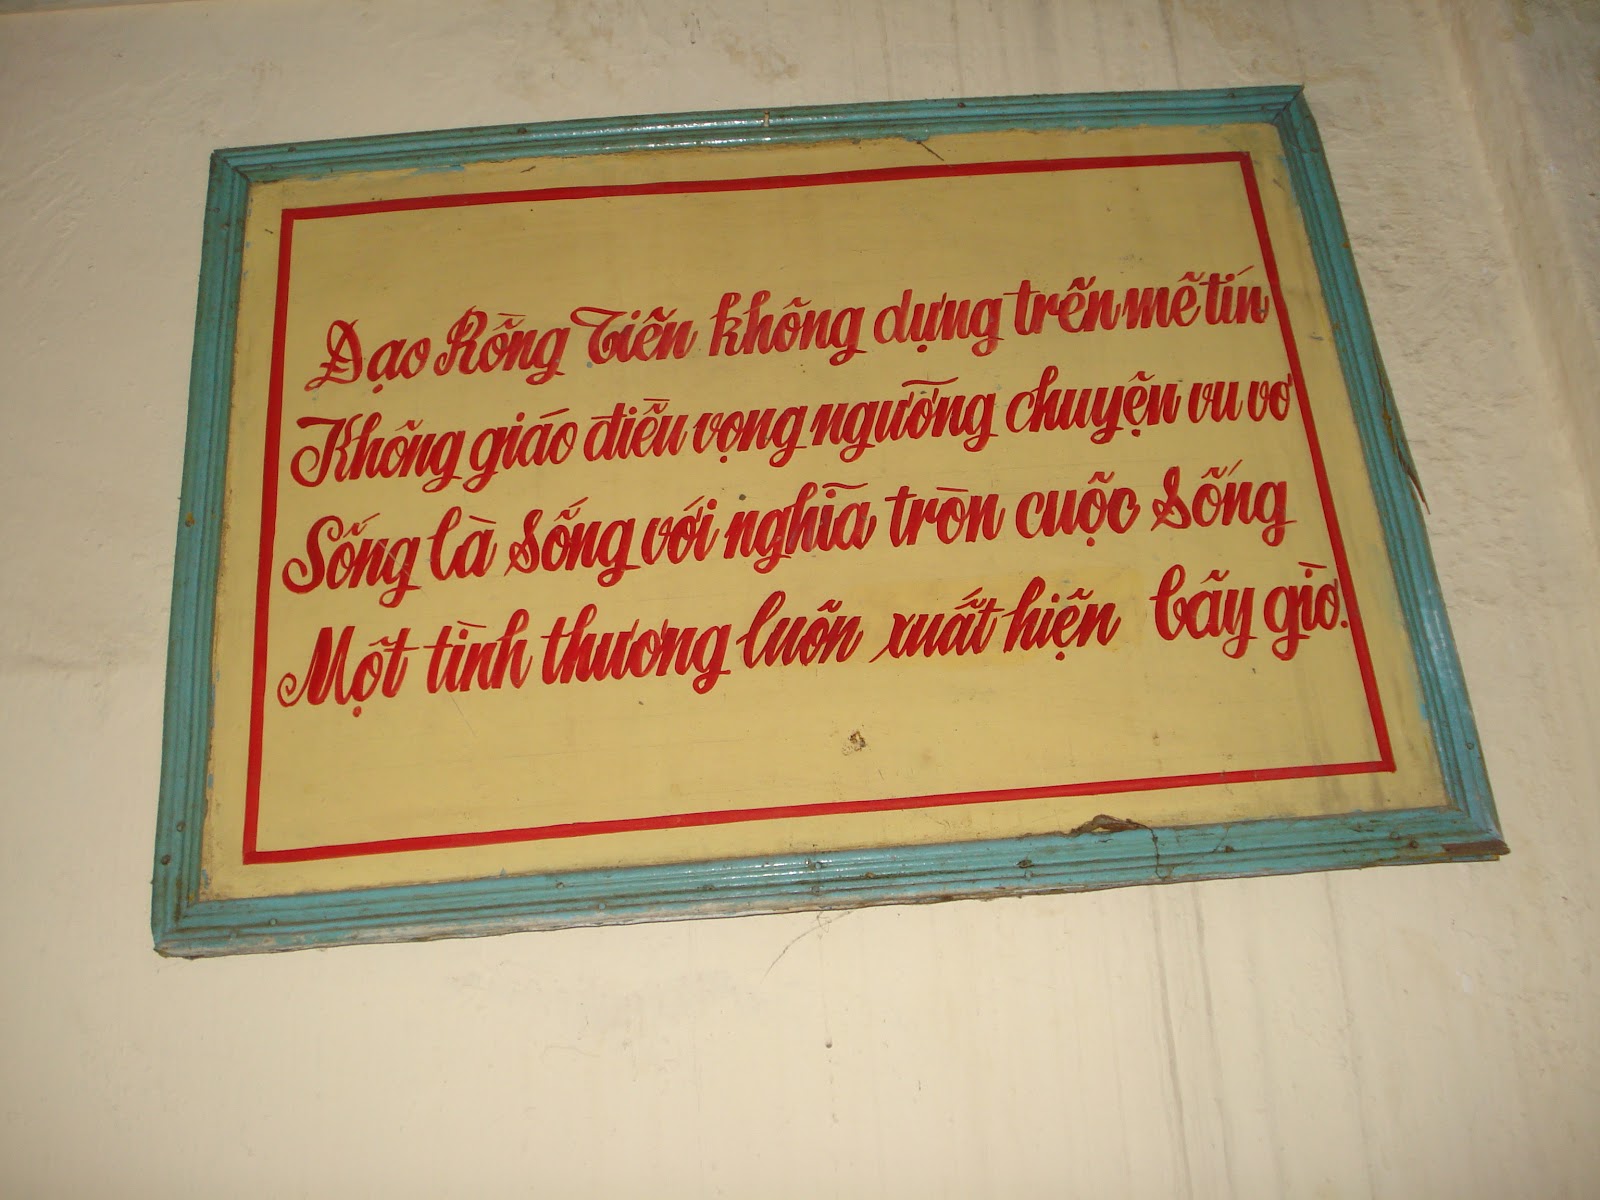 Đạo Rồng Tiên không dựng trên mê tín
Không giáo điều vọng ngưỡng chuyện vu vơ
Sống là sống với nghĩa tròn cuộc sống
Một tình thương luôn xuất hiện bây giờ.